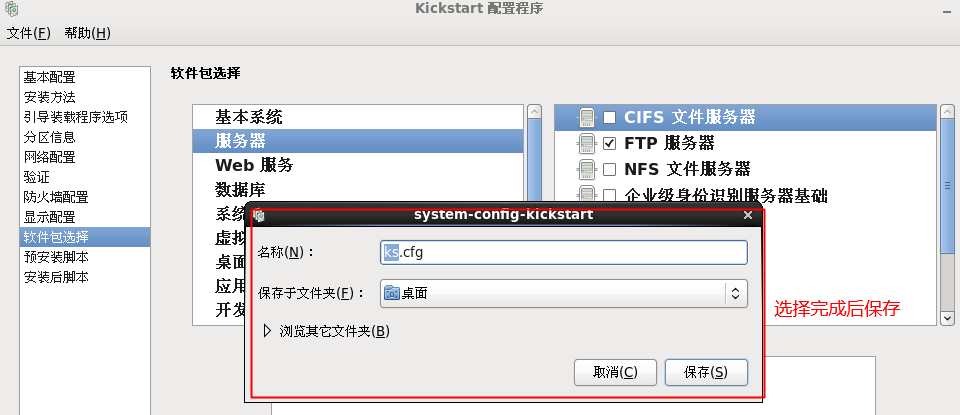 Kickstart 配置程序
文件(F) 帮助(H)
基本配置
安装方法
引导装载程序选项
分区信息
网络配置
验证
防火墙配置
显示配置
软件包选择
预安装脚本
安装后脚本
软件包选择
基本系统
服务器
Web 服务
数据库
系统
虚拟
桌面
应用
开发
CIFS 文件服务器
FTP 服务器
NFS 文件服务器
企业级身份识别服务器基础
system-config-kickstart
名称(N)：
ks.cfg
保存于文件夹(F)：
桌面
浏览其它文件夹(B)
取消(C) 保存(S)
选择完成后保存